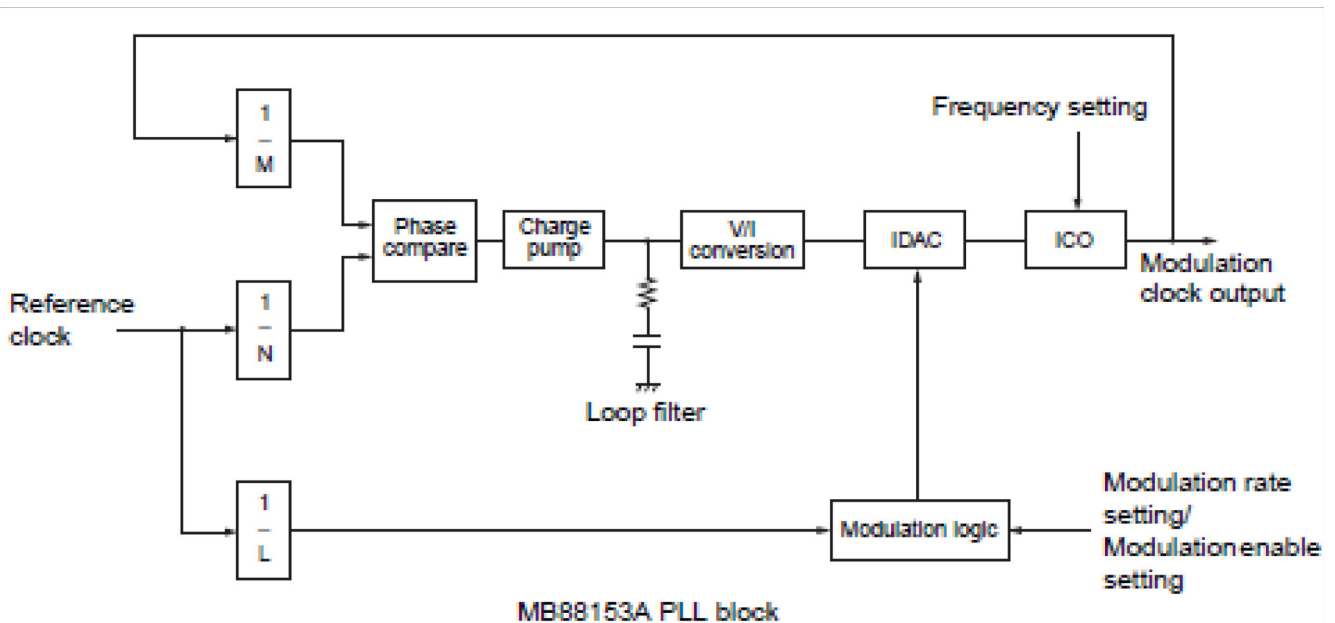 1
M
Frequency setting
Phase
compare
Charge
pump
V/I
conversion
IDAC
ICO
Modulation
clock output
Reference
clock
1
N
Loop filter
1
L
Modulation logic
Modulation rate
setting/
Modulation enable
setting
MB88153A PLL block